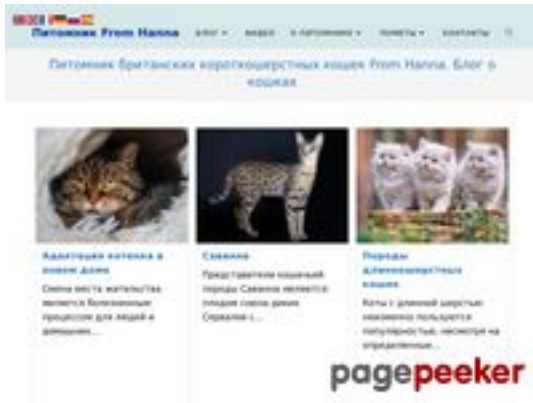 Питомник From Hanna БЛОГ ВИДЕО О ПИТОМНИКЕ ПОМЕТЫ КОНТАКТЫ
Питомник британских короткошерстных кошек From Hanna. Блог о
кошках
Адаптация котенка в
новом доме
Смена места жительства
является болезненным
процессом для людей и
домашних...
Саванна
Представители кошачьей
породы Саванна являются
плодом союза диких
Сервалов с...
Породы
длинношерстных
кошек
Коты с длинной шерстью
неизменно пользуются
популярностью, несмотря на
определенные...
pagepeeker